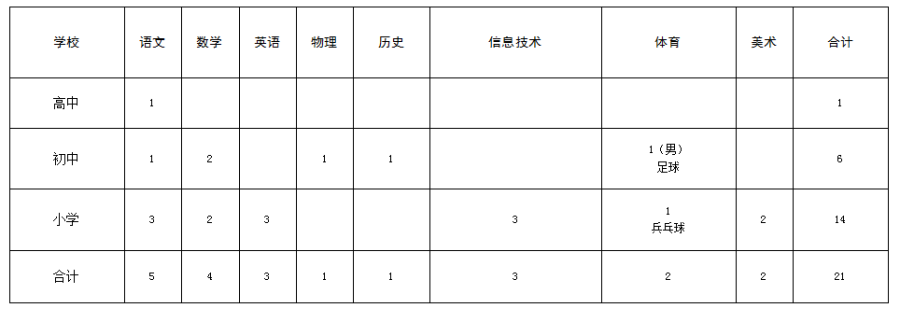 学校 语文 数学 英语 物理 历史 信息技术 体育 美术 合计
高中 1 1
初中 1 2 1 1 1（男） 6
足球
小学 3 2 3 3 1 2 14
兵乓球
合计 5 4 3 1 1 3 2 2 21